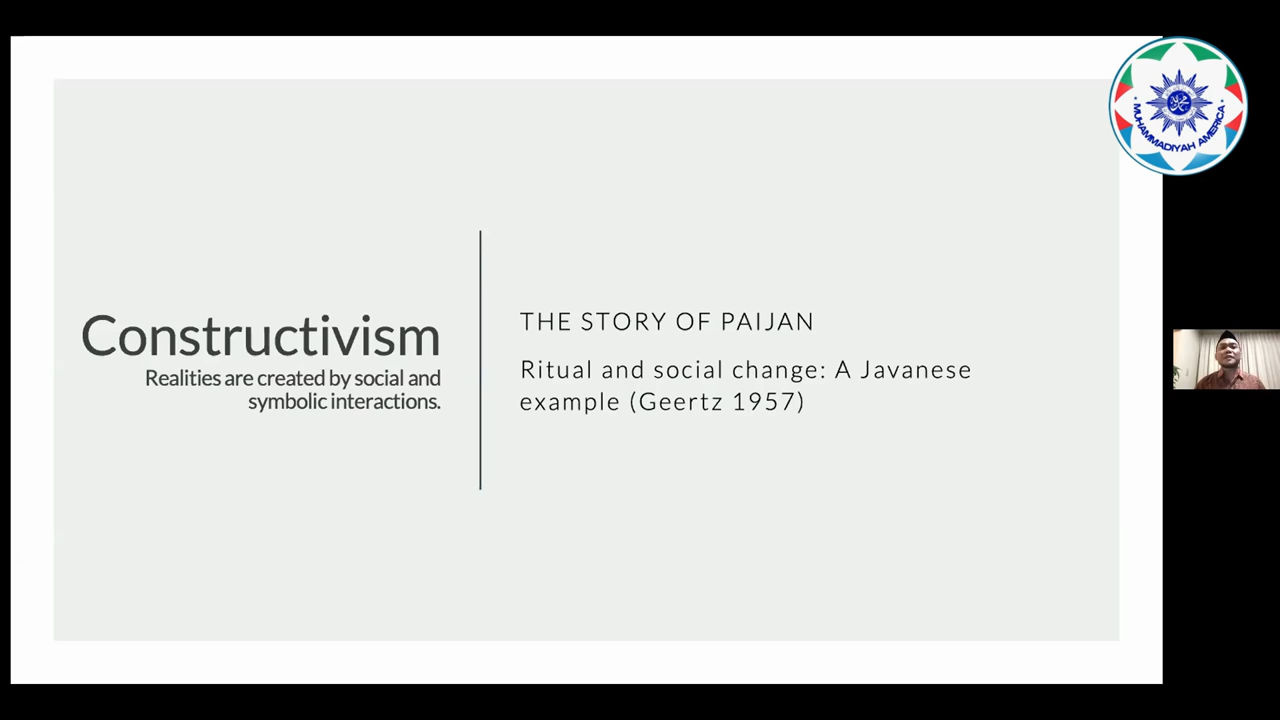 Constructivism
Realities are created by social and
symbolic interactions.
THE STORY OF PAIJAN
Ritual and social change: A Javanese
example (Geertz 1957)
MUHAMMADIYAH AMERICA